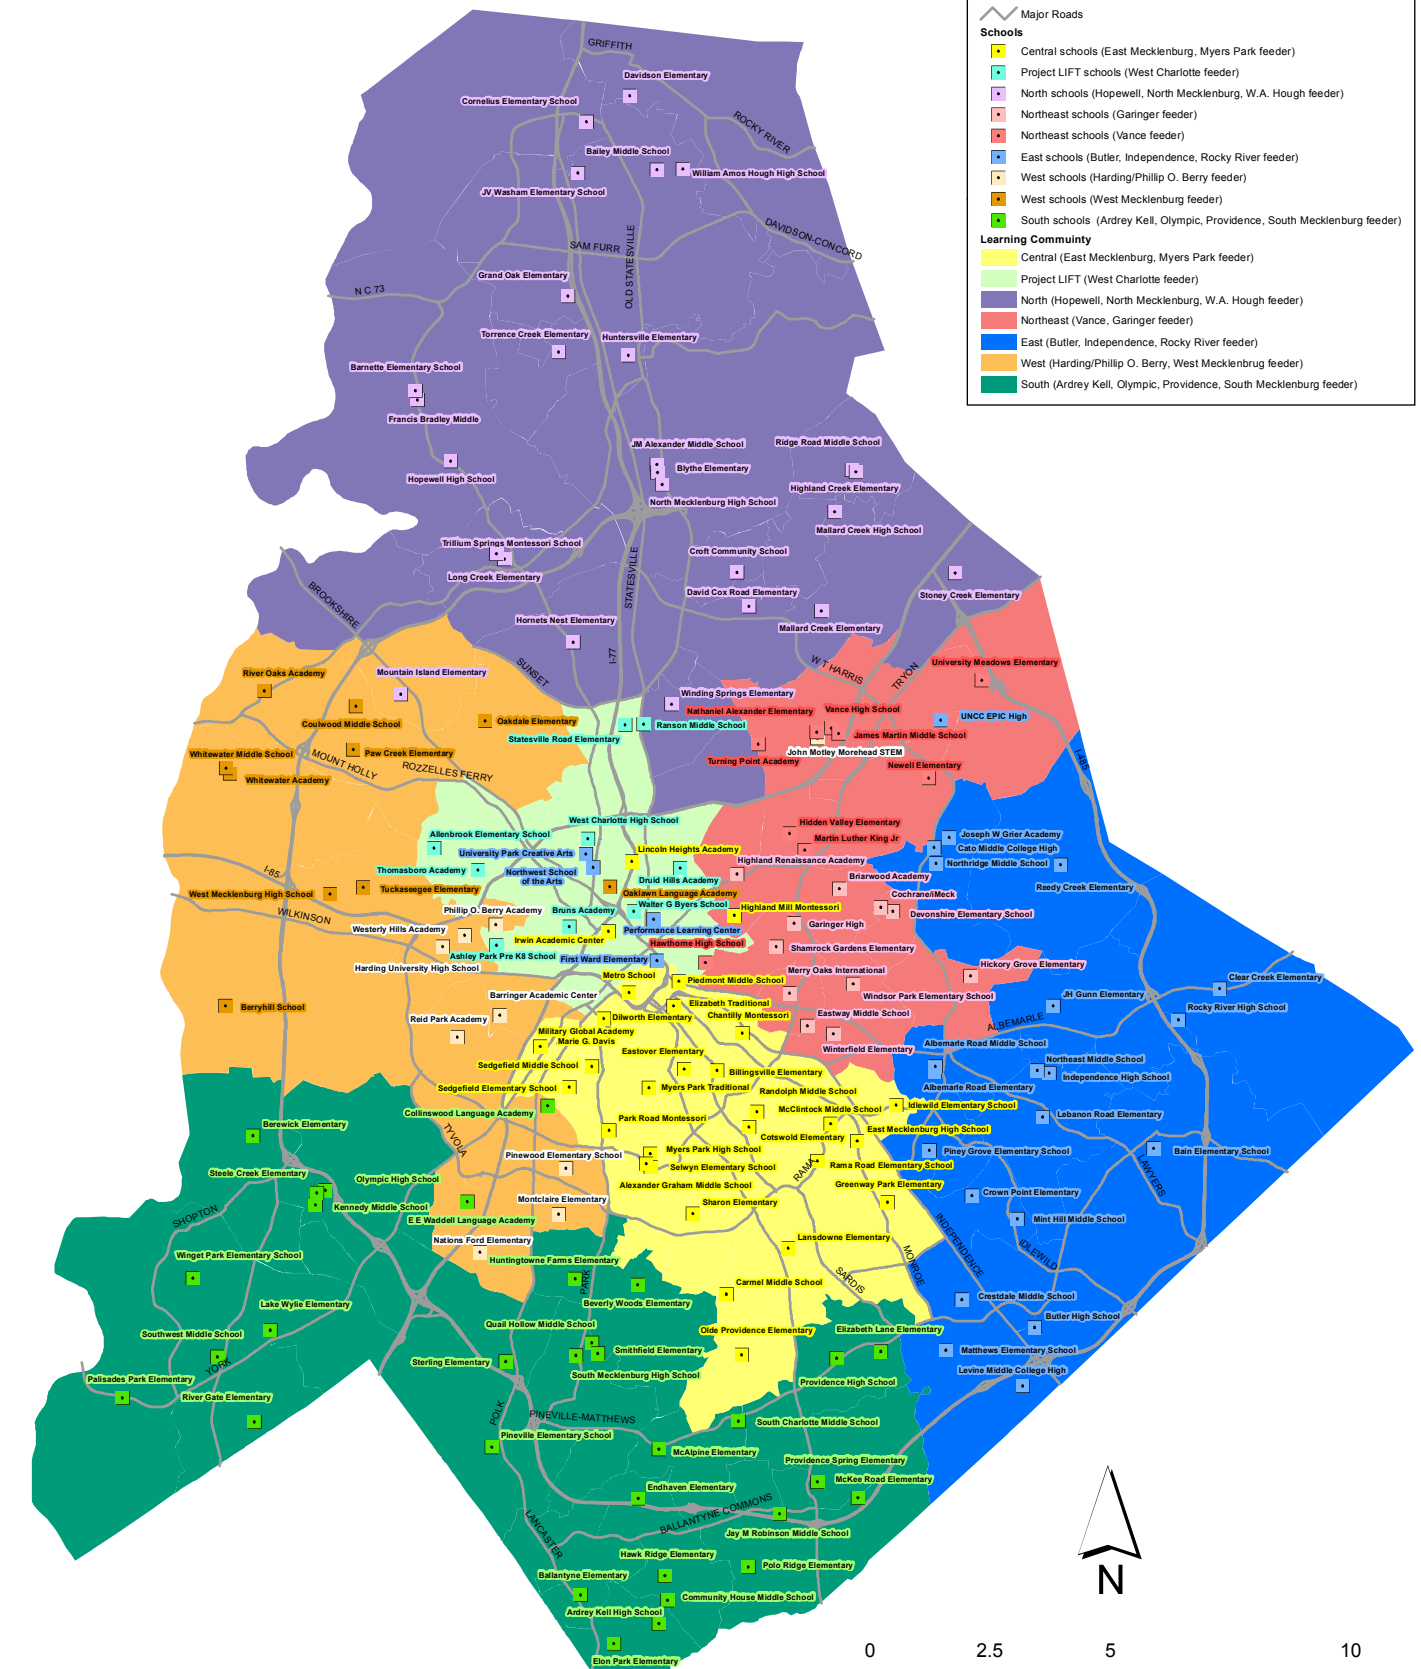 Major Roads
Schools
Central schools (East Mecklenburg, Myers Park feeder)
Project LIFT schools (West Charlotte feeder)
North schools (Hopewell, North Mecklenburg, W.A. Hough feeder)
Northeast schools (Garinger feeder)
Northeast schools (Vance feeder)
East schools (Butler, Independence, Rocky River feeder)
West schools (Harding/Phillip O. Berry feeder)
West schools (West Mecklenburg feeder)
South schools (Ardrey Kell, Olympic, Providence, South Mecklenburg feeder)
Learning Commuinty
Central (East Mecklenburg, Myers Park feeder)
Project LIFT (West Charlotte feeder)
North (Hopewell, North Mecklenburg, W.A. Hough feeder)
Northeast (Vance, Garinger feeder)
East (Butler, Independence, Rocky River feeder)
West (Harding/Phillip O. Berry, West Mecklenbrug feeder)
South (Ardrey Kell, Olympic, Providence, South Mecklenburg feeder)
GRIFFITH
Davidson Elementary
Cornelius Elementary School
ROCKY RIVER
Bailey Middle School
William Amos Hough High School
JV Washam Elementary School
DAVIDSON-CONCORD
SAM FURR
OLD STATESVILLE
Grand Oak Elementary
N C 73
Torrence Creek Elementary
Huntersville Elementary
Barnette Elementary School
Francis Bradley Middle
JM Alexander Middle School
Ridge Road Middle School
Blythe Elementary
Hopewell High School
Highland Creek Elementary
North Mecklenburg High School
Mallard Creek High School
Trillium Springs Montessori School
Croft Community School
Long Creek Elementary
STATESVILLE
David Cox Road Elementary
Stoney Creek Elementary
BROOKSHIRE
Hornets Nest Elementary
Mallard Creek Elementary
I-77
SUNSET
W T HARRIS
TRYON
University Meadows Elementary
River Oaks Academy
Mountain Island Elementary
Winding Springs Elementary
Nathaniel Alexander Elementary
Vance High School
UNCC EPIC High
Coulwood Middle School
Oakdale Elementary
Ranson Middle School
Statesville Road Elementary
James Martin Middle School
John Motley Morehead STEM
Whitewater Middle School
Paw Creek Elementary
Turning Point Academy
Newell Elementary
I-485
MOUNT HOLLY
ROZZELLES FERRY
Whitewater Academy
West Charlotte High School
Hidden Valley Elementary
Allenbrook Elementary School
Martin Luther King Jr
Joseph W Grier Academy
Cato Middle College High
University Park Creative Arts
Lincoln Heights Academy
Highland Renaissance Academy
Northridge Middle School
I-85
Thomasboro Academy
Northwest School
of the Arts
Druid Hills Academy
Briarwood Academy
Reedy Creek Elementary
West Mecklenburg High School
Tuckaseegee Elementary
Oaklawn Language Academy
Cochrane/iMeck
Walter G Byers School
Highland Mill Montessori
Phillip O. Berry Academy
Bruns Academy
Devonshire Elementary School
WILKINSON
Westerly Hills Academy
Performance Learning Center
Garinger High
Irwin Academic Center
Hawthorne High School
Shamrock Gardens Elementary
Ashley Park Pre K8 School
First Ward Elementary
Hickory Grove Elementary
Harding University High School
Merry Oaks International
Metro School
Piedmont Middle School
Clear Creek Elementary
Barringer Academic Center
Windsor Park Elementary School
JH Gunn Elementary
Berryhill School
Elizabeth Traditional
Rocky River High School
Reid Park Academy
Dilworth Elementary
Chantilly Montessori
Eastway Middle School
ALBEMARLE
Military Global Academy
Marie G. Davis
Albemarle Road Middle School
Eastover Elementary
Winterfield Elementary
Northeast Middle School
Sedgefield Middle School
Billingsville Elementary
Independence High School
Sedgefield Elementary School
Myers Park Traditional
Randolph Middle School
Albemarle Road Elementary
Collinswood Language Academy
McClintock Middle School
Idlewild Elementary School
Lebanon Road Elementary
Park Road Montessori
Berewick Elementary
East Mecklenburg High School
Cotswold Elementary
TYVOLA
Myers Park High School
Piney Grove Elementary School
Bain Elementary School
Pinewood Elementary School
Selwyn Elementary School
RAMA
Rama Road Elementary School
LAWYERS
Steele Creek Elementary
Olympic High School
Alexander Graham Middle School
Greenway Park Elementary
Crown Point Elementary
Kennedy Middle School
Montclaire Elementary
Sharon Elementary
SHOPTON
E E Waddell Language Academy
Mint Hill Middle School
Nations Ford Elementary
Lansdowne Elementary
INDEPENDENCE
Winget Park Elementary School
Huntingtowne Farms Elementary
MONROE
IDLEWILD
PARK
Carmel Middle School
SARDIS
Lake Wylie Elementary
Beverly Woods Elementary
Crestdale Middle School
Quail Hollow Middle School
Butler High School
Southwest Middle School
Olde Providence Elementary
Elizabeth Lane Elementary
Smithfield Elementary
Matthews Elementary School
YORK
Sterling Elementary
South Mecklenburg High School
Levine Middle College High
Palisades Park Elementary
Providence High School
River Gate Elementary
POLK
PINEVILLE-MATTHEWS
South Charlotte Middle School
Pineville Elementary School
McAlpine Elementary
Providence Spring Elementary
Endhaven Elementary
McKee Road Elementary
BALLANTYNE COMMONS
LANCASTER
Jay M Robinson Middle School
Hawk Ridge Elementary
Polo Ridge Elementary
Ballantyne Elementary
Community House Middle School
Ardrey Kell High School
Elon Park Elementary
N
0 2.5 5 10